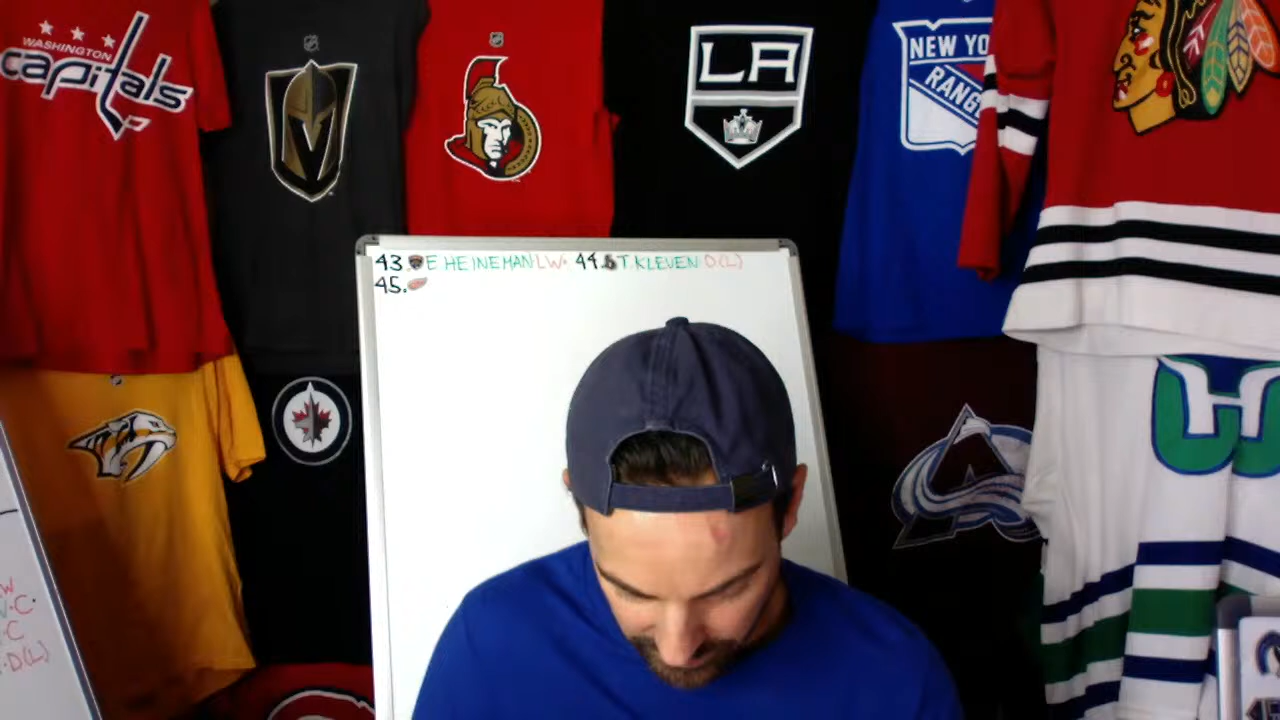 WASHINGTON
capitals
LA
NEW YO
RANG
43. E HEINEMAN LW• 44. T. KLEVEN D(L)
45.
W
•C•
•C
•D(L)